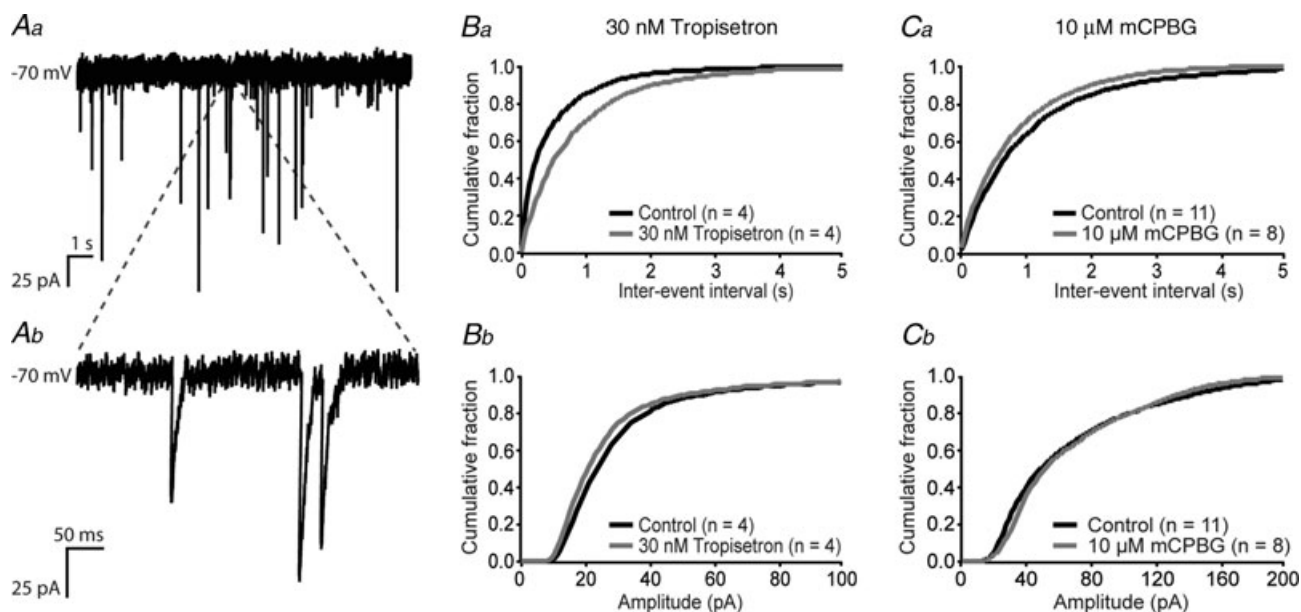 Aa
-70 mV
1 s
25 pA
Ab
-70 mV
50 ms
25 pA
Ba 30 nM Tropisetron
Cumulative fraction
1.0
0.8
0.6
0.4
0.2
0.0
Control (n = 4)
30 nM Tropisetron (n = 4)
0 1 2 3 4 5
Inter-event interval (s)
Ca 10 µM mCPBG
Cumulative fraction
1.0
0.8
0.6
0.4
0.2
0.0
Control (n = 11)
10 µM mCPBG (n = 8)
0 1 2 3 4 5
Inter-event interval (s)
Bb
Cumulative fraction
1.0
0.8
0.6
0.4
0.2
0.0
Control (n = 4)
30 nM Tropisetron (n = 4)
0 20 40 60 80 100
Amplitude (pA)
Cb
Cumulative fraction
1.0
0.8
0.6
0.4
0.2
0.0
Control (n = 11)
10 µM mCPBG (n = 8)
0 40 80 120 160 200
Amplitude (pA)